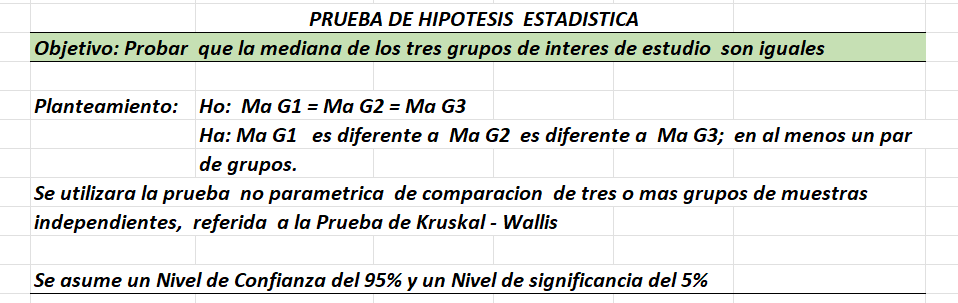 PRUEBA DE HIPOTESIS ESTADISTICA
Objetivo: Probar que la mediana de los tres grupos de interes de estudio son iguales
Planteamiento: Ho: Ma G1 = Ma G2 = Ma G3
Ha: Ma G1 es diferente a Ma G2 es diferente a Ma G3; en al menos un par
de grupos.
Se utilizara la prueba no parametrica de comparacion de tres o mas grupos de muestras
independientes, referida a la Prueba de Kruskal - Wallis
Se asume un Nivel de Confianza del 95% y un Nivel de significancia del 5%